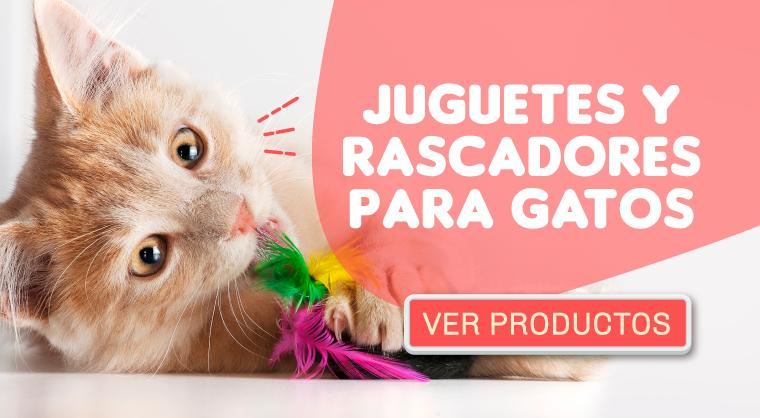 JUGUETES Y
RASCADORES
PARA GATOS
VER PRODUCTOS